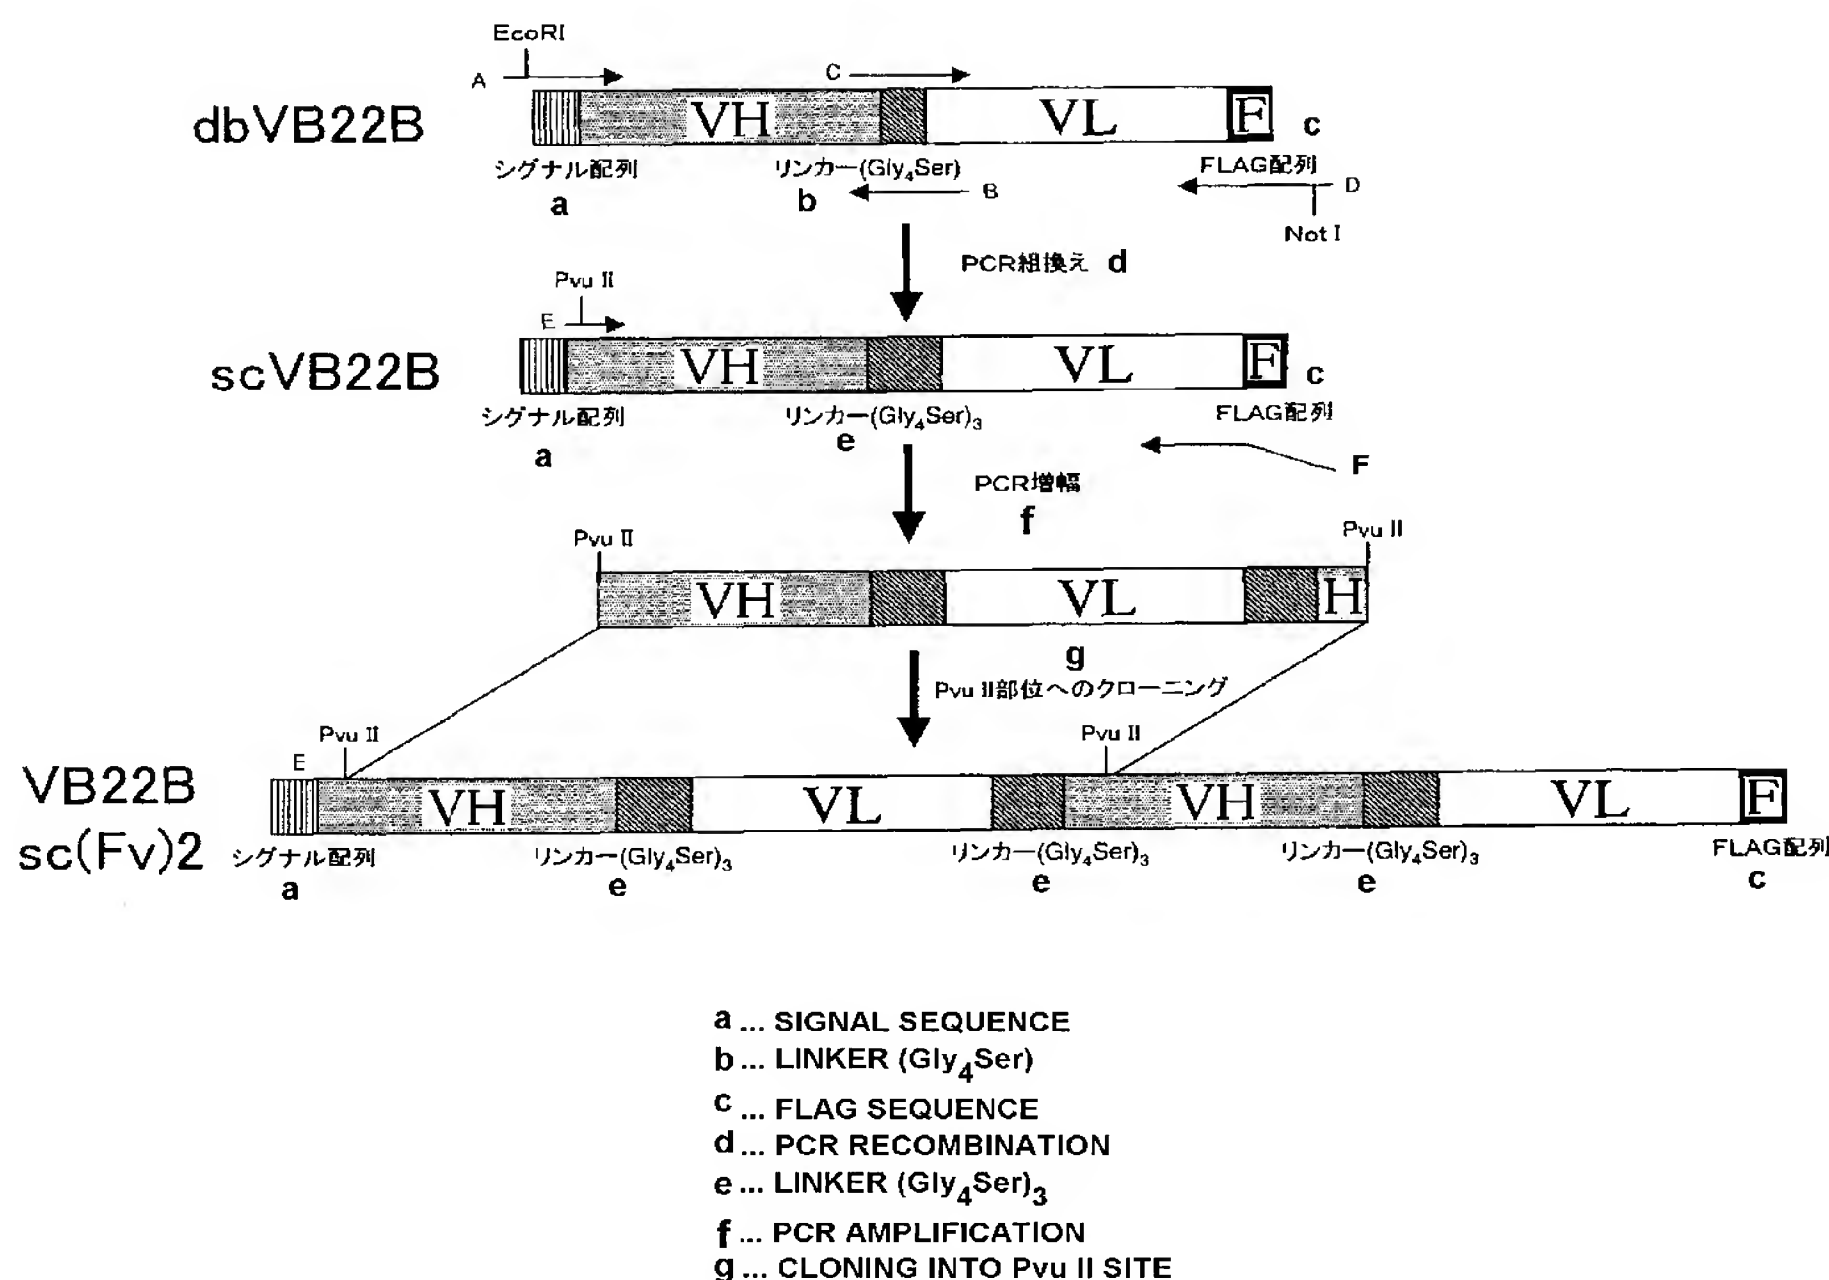 EcoRI
A
C
dbVB22B
VH
VL
F
c
シグナル配列
リンカー(Gly₄Ser)
FLAG配列
a
b
B
D
Not I
PCR組換え d
Pvu II
E
scVB22B
VH
VL
F
c
シグナル配列
リンカー(Gly₄Ser)₃
FLAG配列
a
e
F
PCR増幅
f
Pvu II
Pvu II
VH
VL
H
g
Pvu II部位へのクローニング
Pvu II
Pvu II
E
VB22B
sc(Fv)2
VH
VL
VH
VL
F
シグナル配列
リンカー(Gly₄Ser)₃
リンカー(Gly₄Ser)₃
リンカー(Gly₄Ser)₃
FLAG配列
a
e
e
e
c
a ... SIGNAL SEQUENCE
b ... LINKER (Gly₄Ser)
c ... FLAG SEQUENCE
d ... PCR RECOMBINATION
e ... LINKER (Gly₄Ser)₃
f ... PCR AMPLIFICATION
g ... CLONING INTO Pvu II SITE